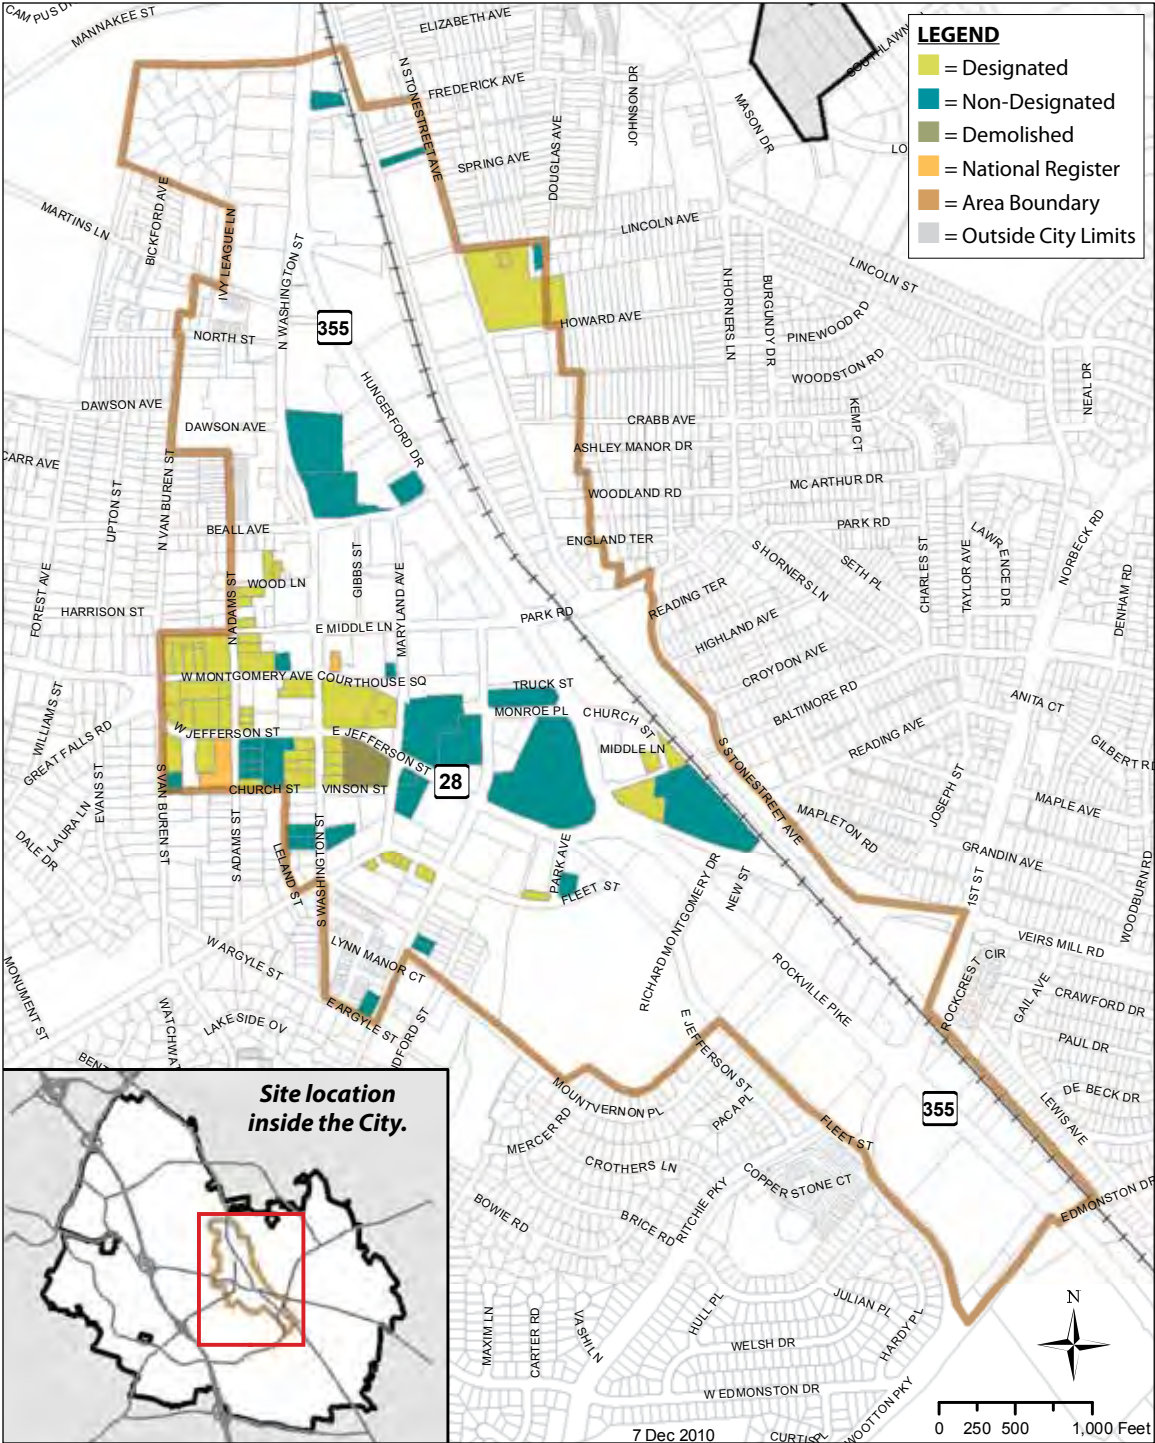 CAMPUS DR
MANNAKEE ST
ELIZABETH AVE
N STONESTREET AVE
FREDERICK AVE
JOHNSON DR
MASON DR
SOUTHLAWN
LO
SPRING AVE
DOUGLAS AVE
LEGEND
= Designated
= Non-Designated
= Demolished
= National Register
= Area Boundary
= Outside City Limits
MARTINS LN
BICKFORD AVE
IVY LEAGUE LN
N WASHINGTON ST
LINCOLN AVE
LINCOLN ST
355
NORTH ST
HOWARD AVE
N HORNERS LN
BURGUNDY DR
PINEWOOD RD
WOODSTON RD
HUNGERFORD DR
NEAL DR
KEMP CT
DAWSON AVE
DAWSON AVE
CRABB AVE
ASHLEY MANOR DR
CARR AVE
UPTON ST
N VAN BUREN ST
WOODLAND RD
MC ARTHUR DR
PARK RD
BEALL AVE
ENGLAND TER
S HORNERS LN
SETH PL
CHARLES ST
TAYLOR AVE
LAWRENCE DR
NORBECK RD
DENHAM RD
FOREST AVE
HARRISON ST
N ADAMS ST
WOOD LN
GIBBS ST
MARYLAND AVE
PARK RD
READING TER
E MIDDLE LN
HIGHLAND AVE
CROYDON AVE
W MONTGOMERY AVE
COURTHOUSE SQ
TRUCK ST
MONROE PL
CHURCH ST
BALTIMORE RD
ANITA CT
WILLIAMS ST
GREAT FALLS RD
W JEFFERSON ST
E JEFFERSON ST
MIDDLE LN
S STONESTREET AVE
READING AVE
GILBERT RD
28
EVANS ST
LAURA LN
DALE DR
S VAN BUREN ST
CHURCH ST
VINSON ST
JOSEPH ST
MAPLE AVE
MAPLETON RD
S ADAMS ST
LELAND ST
S WASHINGTON ST
PARK AVE
FLEET ST
RICHARD MONTGOMERY DR
NEW ST
GRANDIN AVE
1ST ST
WOODBURN RD
W ARGYLE ST
LYNN MANOR CT
VEIRS MILL RD
ROCKCREST CIR
GAIL AVE
CRAWFORD DR
MONUMENT ST
WATCHWA
LAKESIDE OV
E ARGYLE ST
NDFORD ST
ROCKVILLE PIKE
PAUL DR
BENT
E JEFFERSON ST
DE BECK DR
Site location
inside the City.
MOUNT VERNON PL
PACA PL
355
LEWIS AVE
MERCER RD
FLEET ST
CROTHERS LN
COPPERSTONE CT
EDMONSTON DR
BOWIE RD
BRICE RD
RITCHIE PKY
MAXIM LN
CARTER RD
VASHI LN
HULL PL
JULIAN PL
HARDY PL
WELSH DR
W EDMONSTON DR
WOOTTON PKY
CURTIS PL
N
0 250 500 1,000 Feet
7 Dec 2010